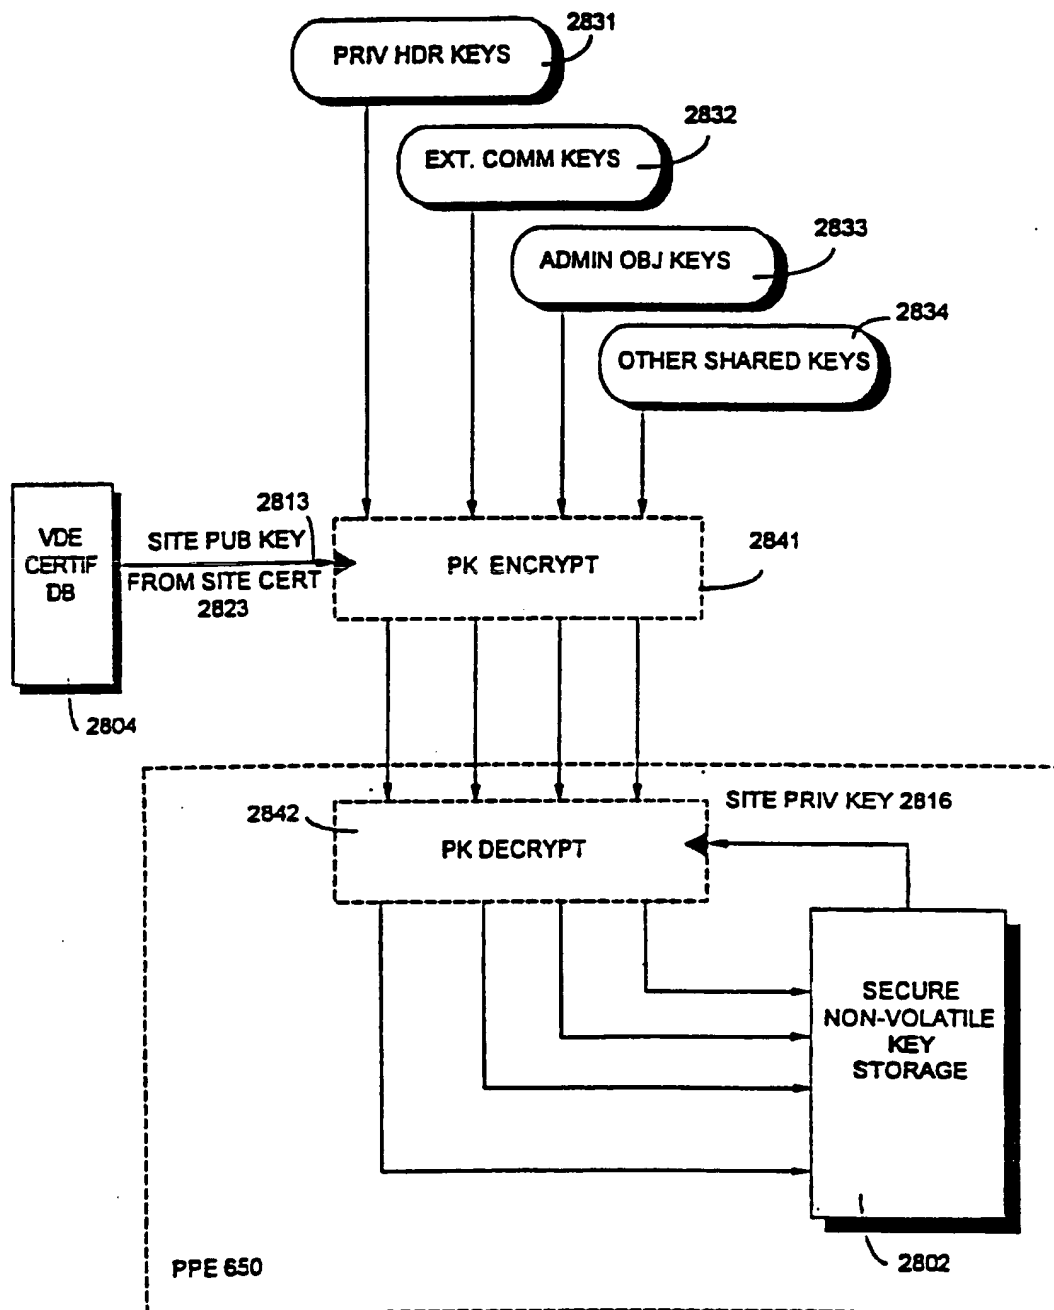 2831
PRIV HDR KEYS
2832
EXT. COMM KEYS
2833
ADMIN OBJ KEYS
2834
OTHER SHARED KEYS
2813
VDE
CERTIF
DB
SITE PUB KEY
FROM SITE CERT
2823
PK ENCRYPT
2841
2804
SITE PRIV KEY 2816
2842
PK DECRYPT
SECURE
NON-VOLATILE
KEY
STORAGE
2802
PPE 650